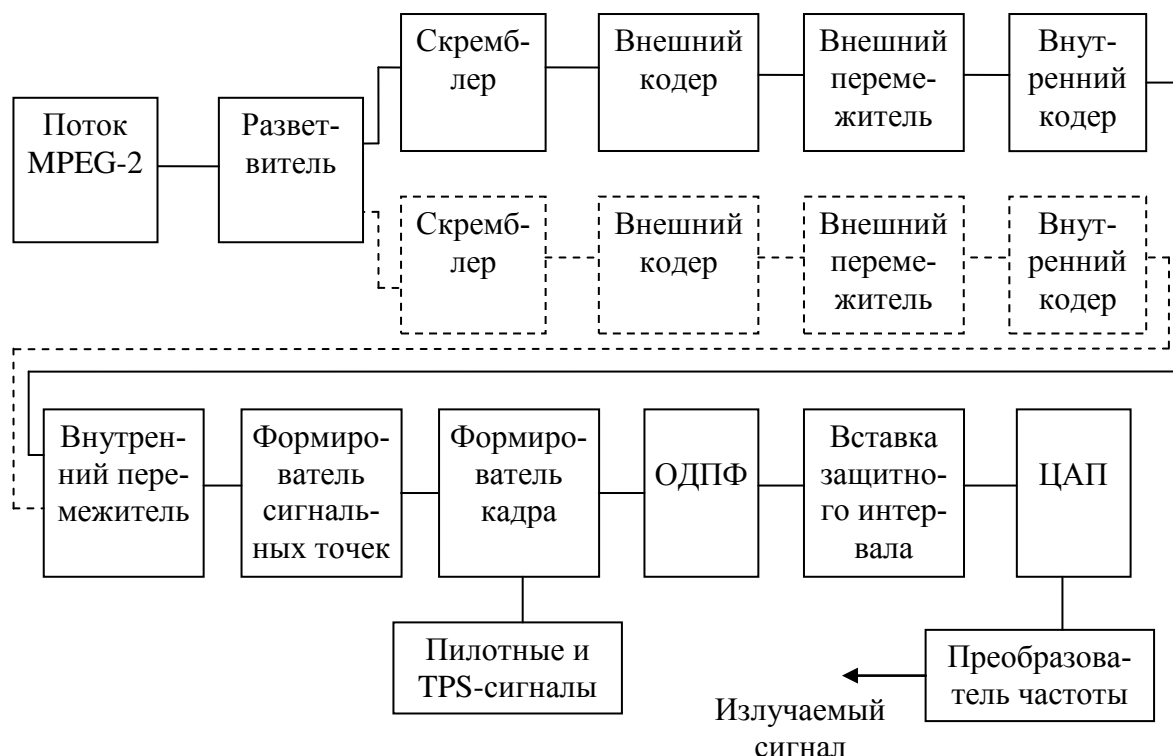 Скремб-
лер
Внешний
кодер
Внешний
переме-
житель
Внут-
ренний
кодер
Поток
MPEG-2
Развет-
витель
Скремб-
лер
Внешний
кодер
Внешний
переме-
житель
Внут-
ренний
кодер
Внутрен-
ний пере-
межитель
Формиро-
ватель
сигналь-
ных точек
Формиро-
ватель
кадра
ОДПФ
Вставка
защитно-
го интер-
вала
ЦАП
Пилотные и
TPS-сигналы
Преобразова-
тель частоты
Излучаемый
сигнал